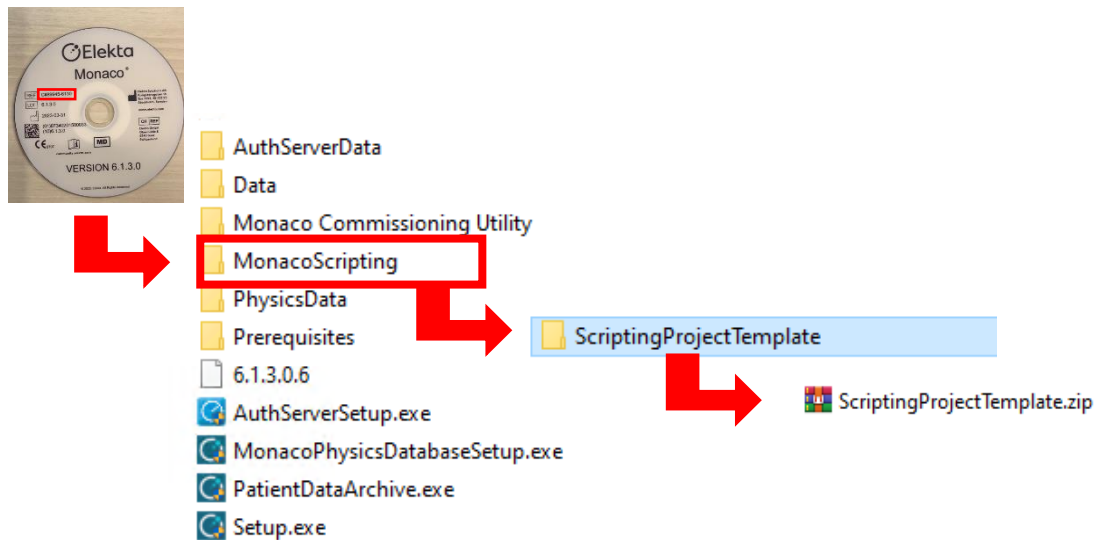 Elekta
Monaco
VERSION 6.1.3.0
AuthServerData
Data
Monaco Commissioning Utility
MonacoScripting
PhysicsData
Prerequisites
ScriptingProjectTemplate
6.1.3.0.6
ScriptingProjectTemplate.zip
AuthServerSetup.exe
MonacoPhysicsDatabaseSetup.exe
PatientDataArchive.exe
Setup.exe